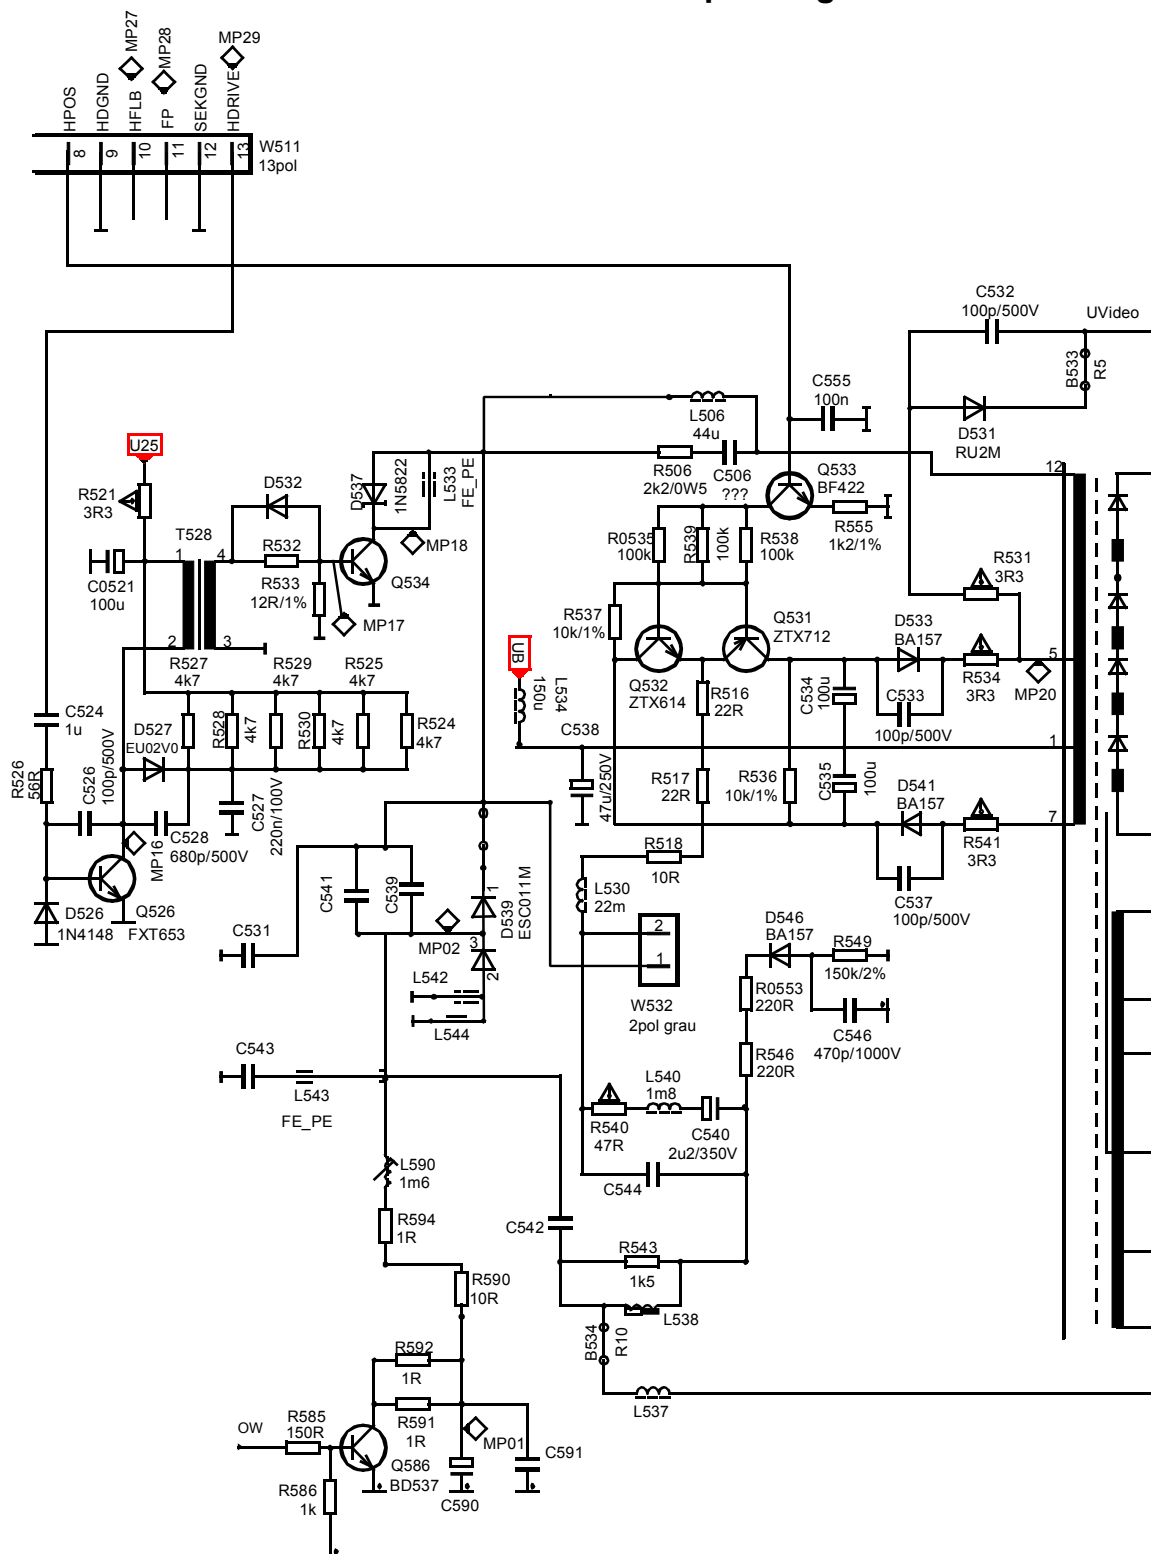 MP27
MP28
MP29
HPOS
HDGND
HFLB
FP
SEKGND
HDRIVE
8
9
10
11
12
13
W511
13pol
C532
100p/500V
UVideo
B533
R5
C555
100n
L506
44u
D531
RU2M
U25
R521
3R3
D532
D537
1N5822
L533
FE_PE
R506
2k2/0W5
C506
???
Q533
BF422
12
T528
MP18
R0535
100k
R539
100k
R538
100k
R555
1k2/1%
1
4
R532
C0521
100u
R533
12R/1%
Q534
R531
3R3
R537
10k/1%
Q531
ZTX712
D533
BA157
MP17
2
3
UB
R527
4k7
R529
4k7
R525
4k7
L534
150u
Q532
ZTX614
R516
22R
C534
100u
C533
100p/500V
R534
3R3
5
MP20
C524
1u
D527
EU02V0
R528
4k7
R530
4k7
R524
4k7
C538
47u/250V
1
R526
56R
C526
100p/500V
C528
680p/500V
C527
220n/100V
R517
22R
R536
10k/1%
C535
100u
D541
BA157
R541
3R3
7
MP16
R518
10R
D526
1N4148
Q526
FXT653
C541
C539
1
D539
ESC011M
L530
22m
C537
100p/500V
C531
MP02
3
2
2
1
D546
BA157
R549
150k/2%
L542
L544
W532
2pol grau
R0553
220R
C546
470p/1000V
C543
L543
FE_PE
R546
220R
L540
1m8
R540
47R
C540
2u2/350V
L590
1m6
C544
R594
1R
C542
R543
1k5
R590
10R
L538
B534
R10
R592
1R
L537
OW
R585
150R
R591
1R
MP01
C591
Q586
BD537
R586
1k
C590